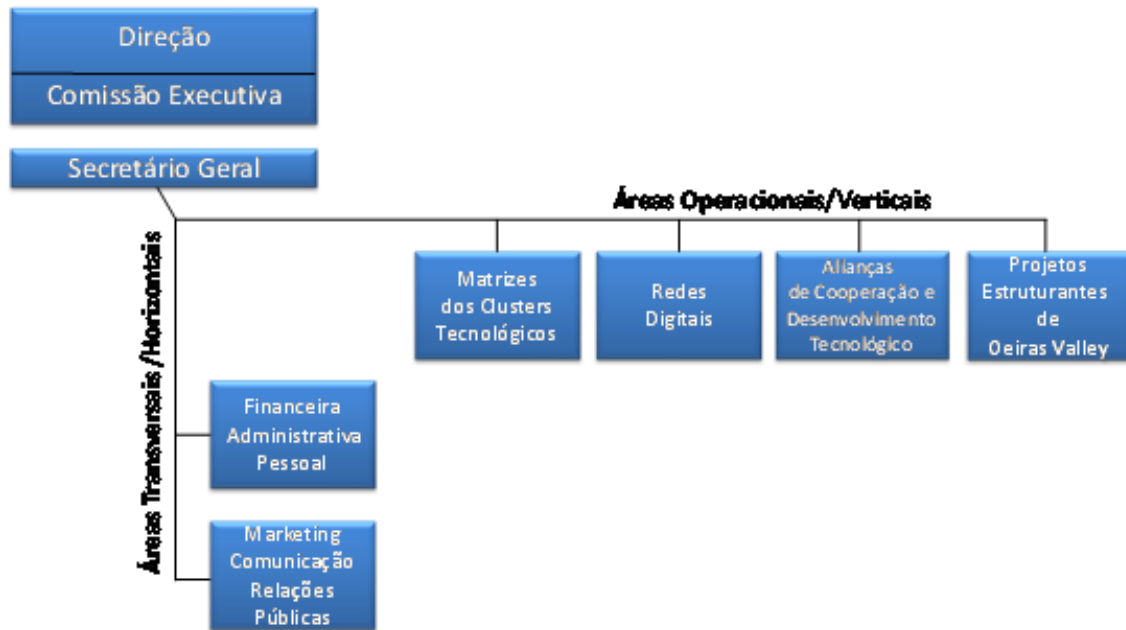 Direção
Comissão Executiva
Secretário Geral
Áreas Operacionais/Verticais
Áreas Transversais/Horizontais
Matrizes
dos Clusters
Tecnológicos
Redes
Digitais
Alianças
de Cooperação e
Desenvolvimento
Tecnológico
Projetos
Estruturantes
de
Oeiras Valley
Financeira
Administrativa
Pessoal
Marketing
Comunicação
Relações
Públicas